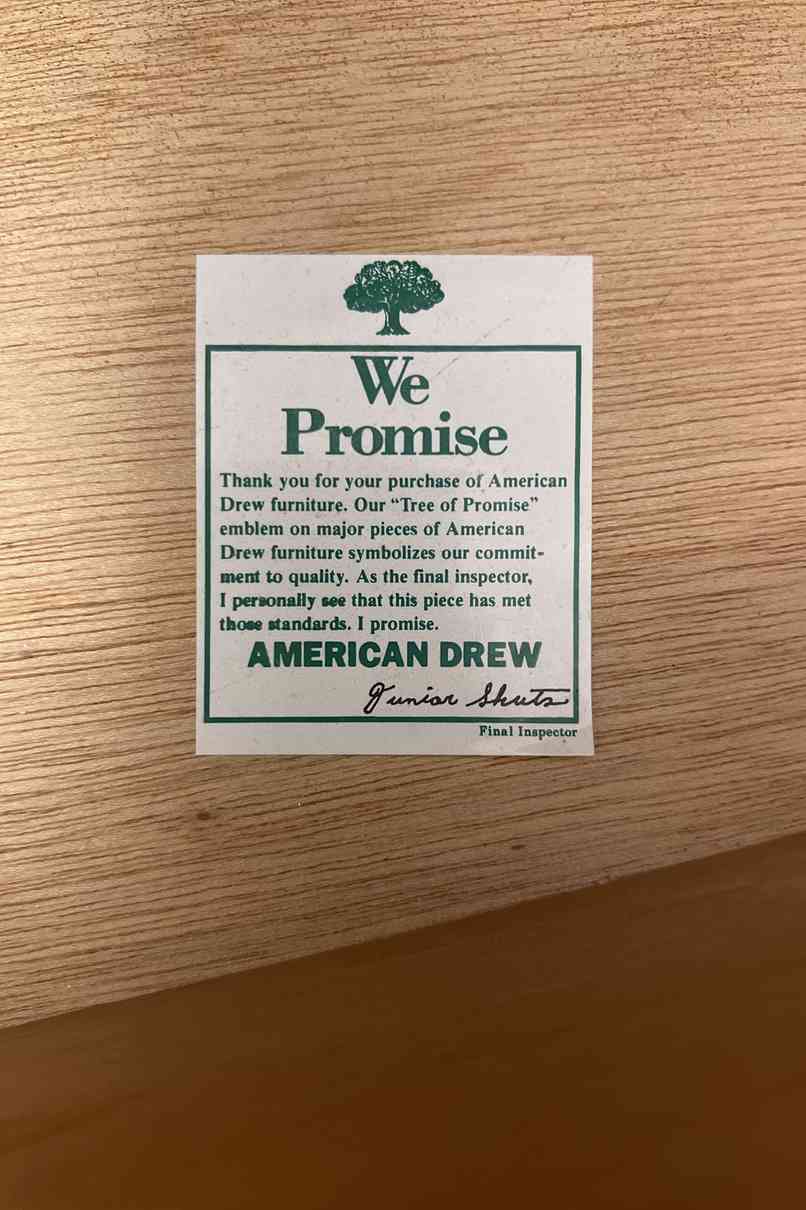 We
Promise
Thank you for your purchase of American
Drew furniture. Our “Tree of Promise”
emblem on major pieces of American
Drew furniture symbolizes our commit-
ment to quality. As the final inspector,
I personally see that this piece has met
those standards. I promise.
AMERICAN DREW
Junior Shuts
Final Inspector